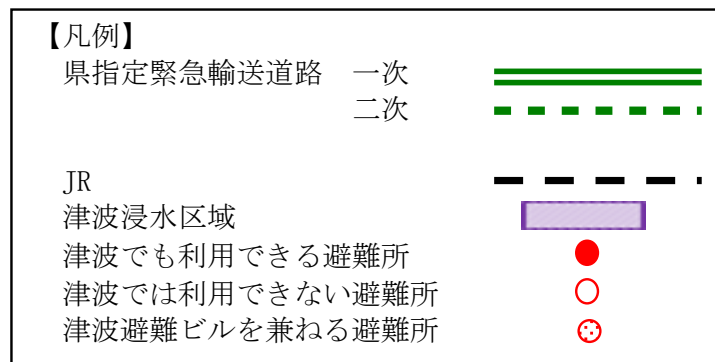 【凡例】
県指定緊急輸送道路　一次
二次
JR
津波浸水区域
津波でも利用できる避難所
津波では利用できない避難所
津波避難ビルを兼ねる避難所